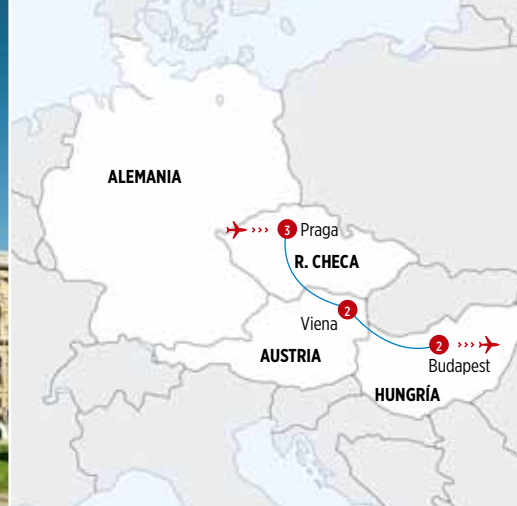 ALEMANIA
3 Praga
R. CHECA
2
Viena
AUSTRIA
2
Budapest
HUNGRÍA